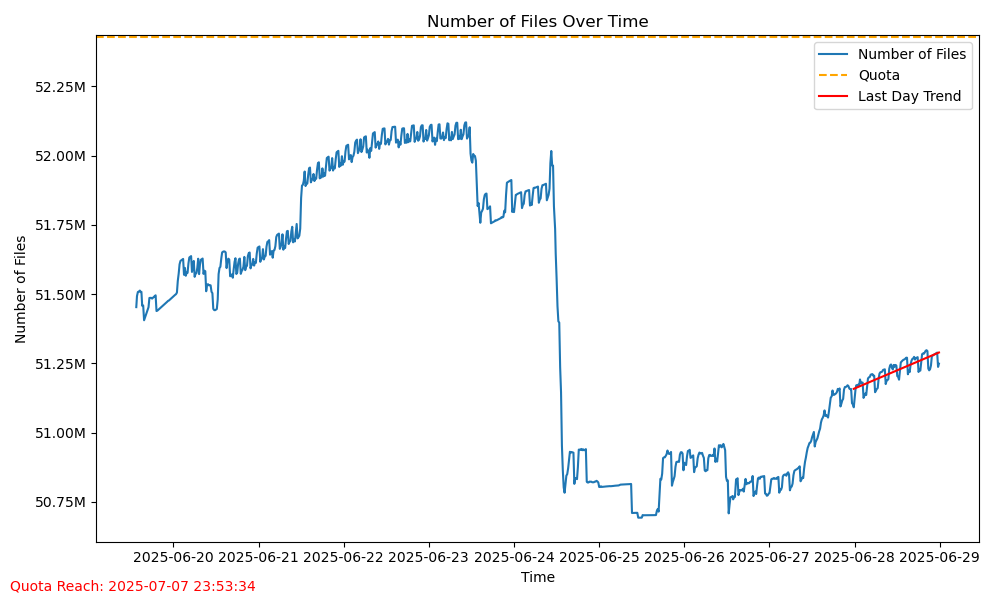 Number of Files Over Time
Number of Files
Quota
Last Day Trend
52.25M
52.00M
51.75M
51.50M
51.25M
51.00M
50.75M
Number of Files
2025-06-20 2025-06-21 2025-06-22 2025-06-23 2025-06-24 2025-06-25 2025-06-26 2025-06-27 2025-06-28 2025-06-29
Time
Quota Reach: 2025-07-07 23:53:34